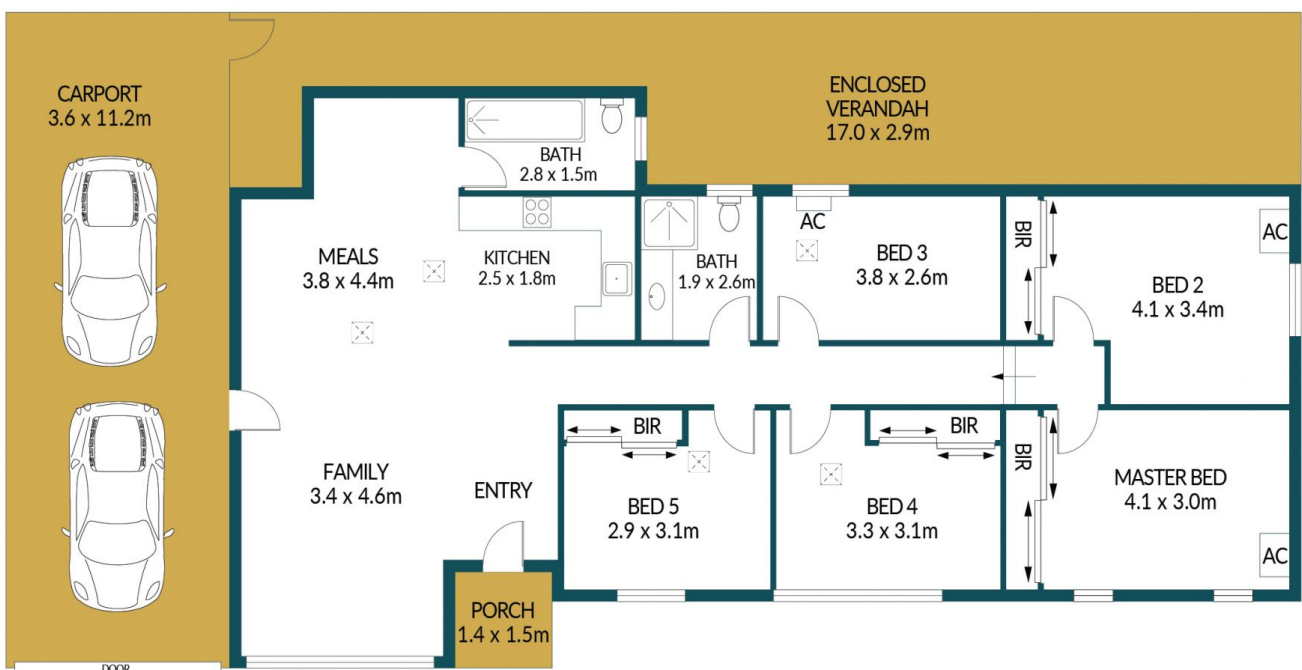 CARPORT
3.6 x 11.2m
ENCLOSED
VERANDAH
17.0 x 2.9m
BATH
2.8 x 1.5m
MEALS
3.8 x 4.4m
KITCHEN
2.5 x 1.8m
BATH
1.9 x 2.6m
AC
BED 3
3.8 x 2.6m
BIR
AC
BED 2
4.1 x 3.4m
FAMILY
3.4 x 4.6m
ENTRY
BIR
BED 5
2.9 x 3.1m
BIR
BED 4
3.3 x 3.1m
BIR
MASTER BED
4.1 x 3.0m
AC
PORCH
1.4 x 1.5m
DOOR